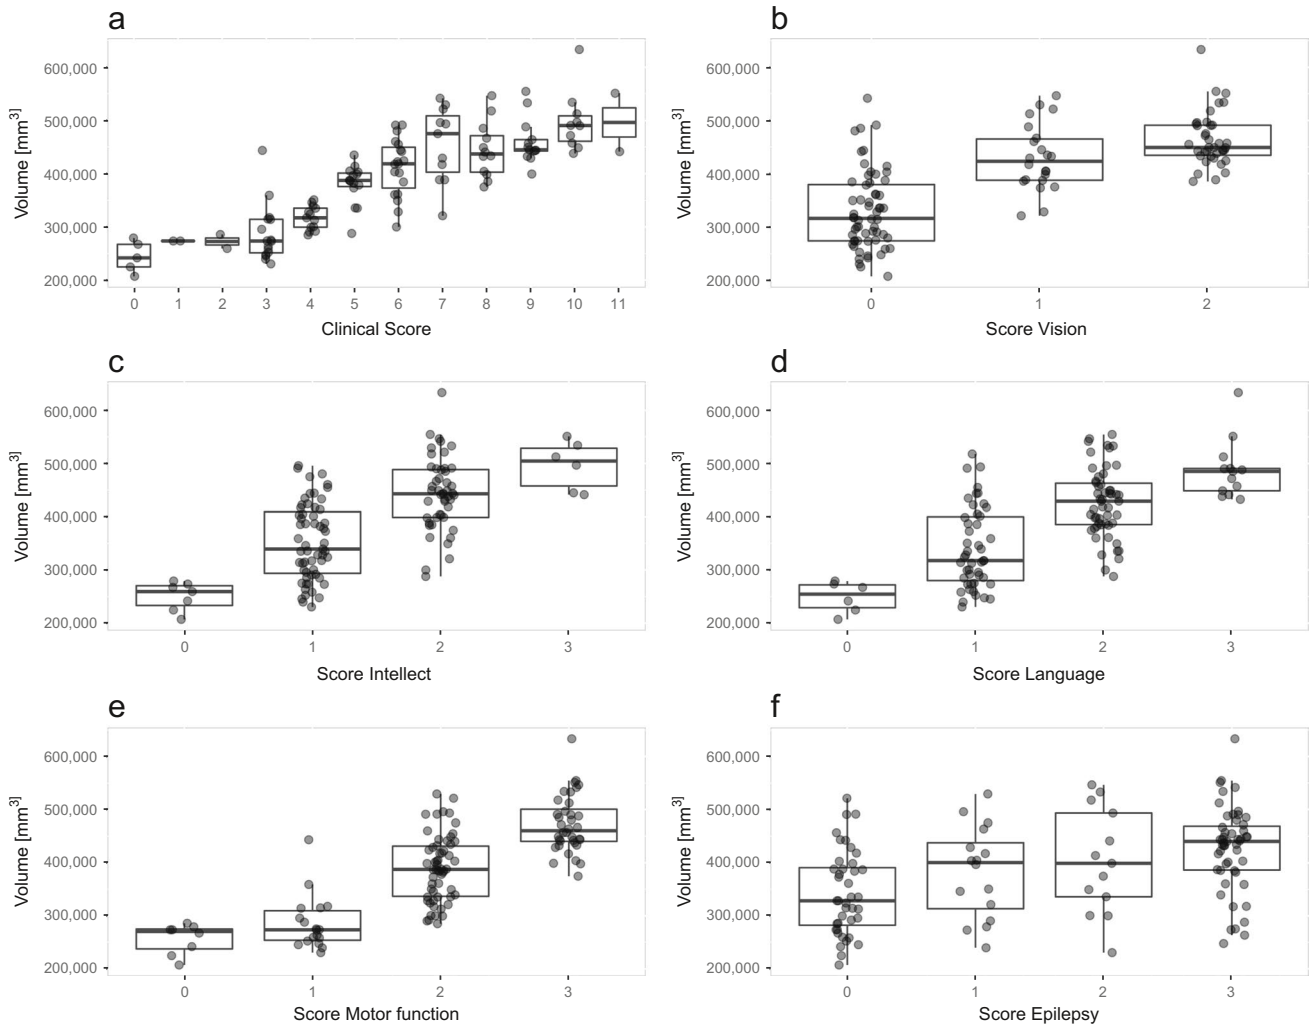 a
Volume [mm³]
600,000
500,000
400,000
300,000
200,000
0 1 2 3 4 5 6 7 8 9 10 11
Clinical Score
b
Volume [mm³]
600,000
500,000
400,000
300,000
200,000
0 1 2
Score Vision
c
Volume [mm³]
600,000
500,000
400,000
300,000
200,000
0 1 2 3
Score Intellect
d
Volume [mm³]
600,000
500,000
400,000
300,000
200,000
0 1 2 3
Score Language
e
Volume [mm³]
600,000
500,000
400,000
300,000
200,000
0 1 2 3
Score Motor function
f
Volume [mm³]
600,000
500,000
400,000
300,000
200,000
0 1 2 3
Score Epilepsy